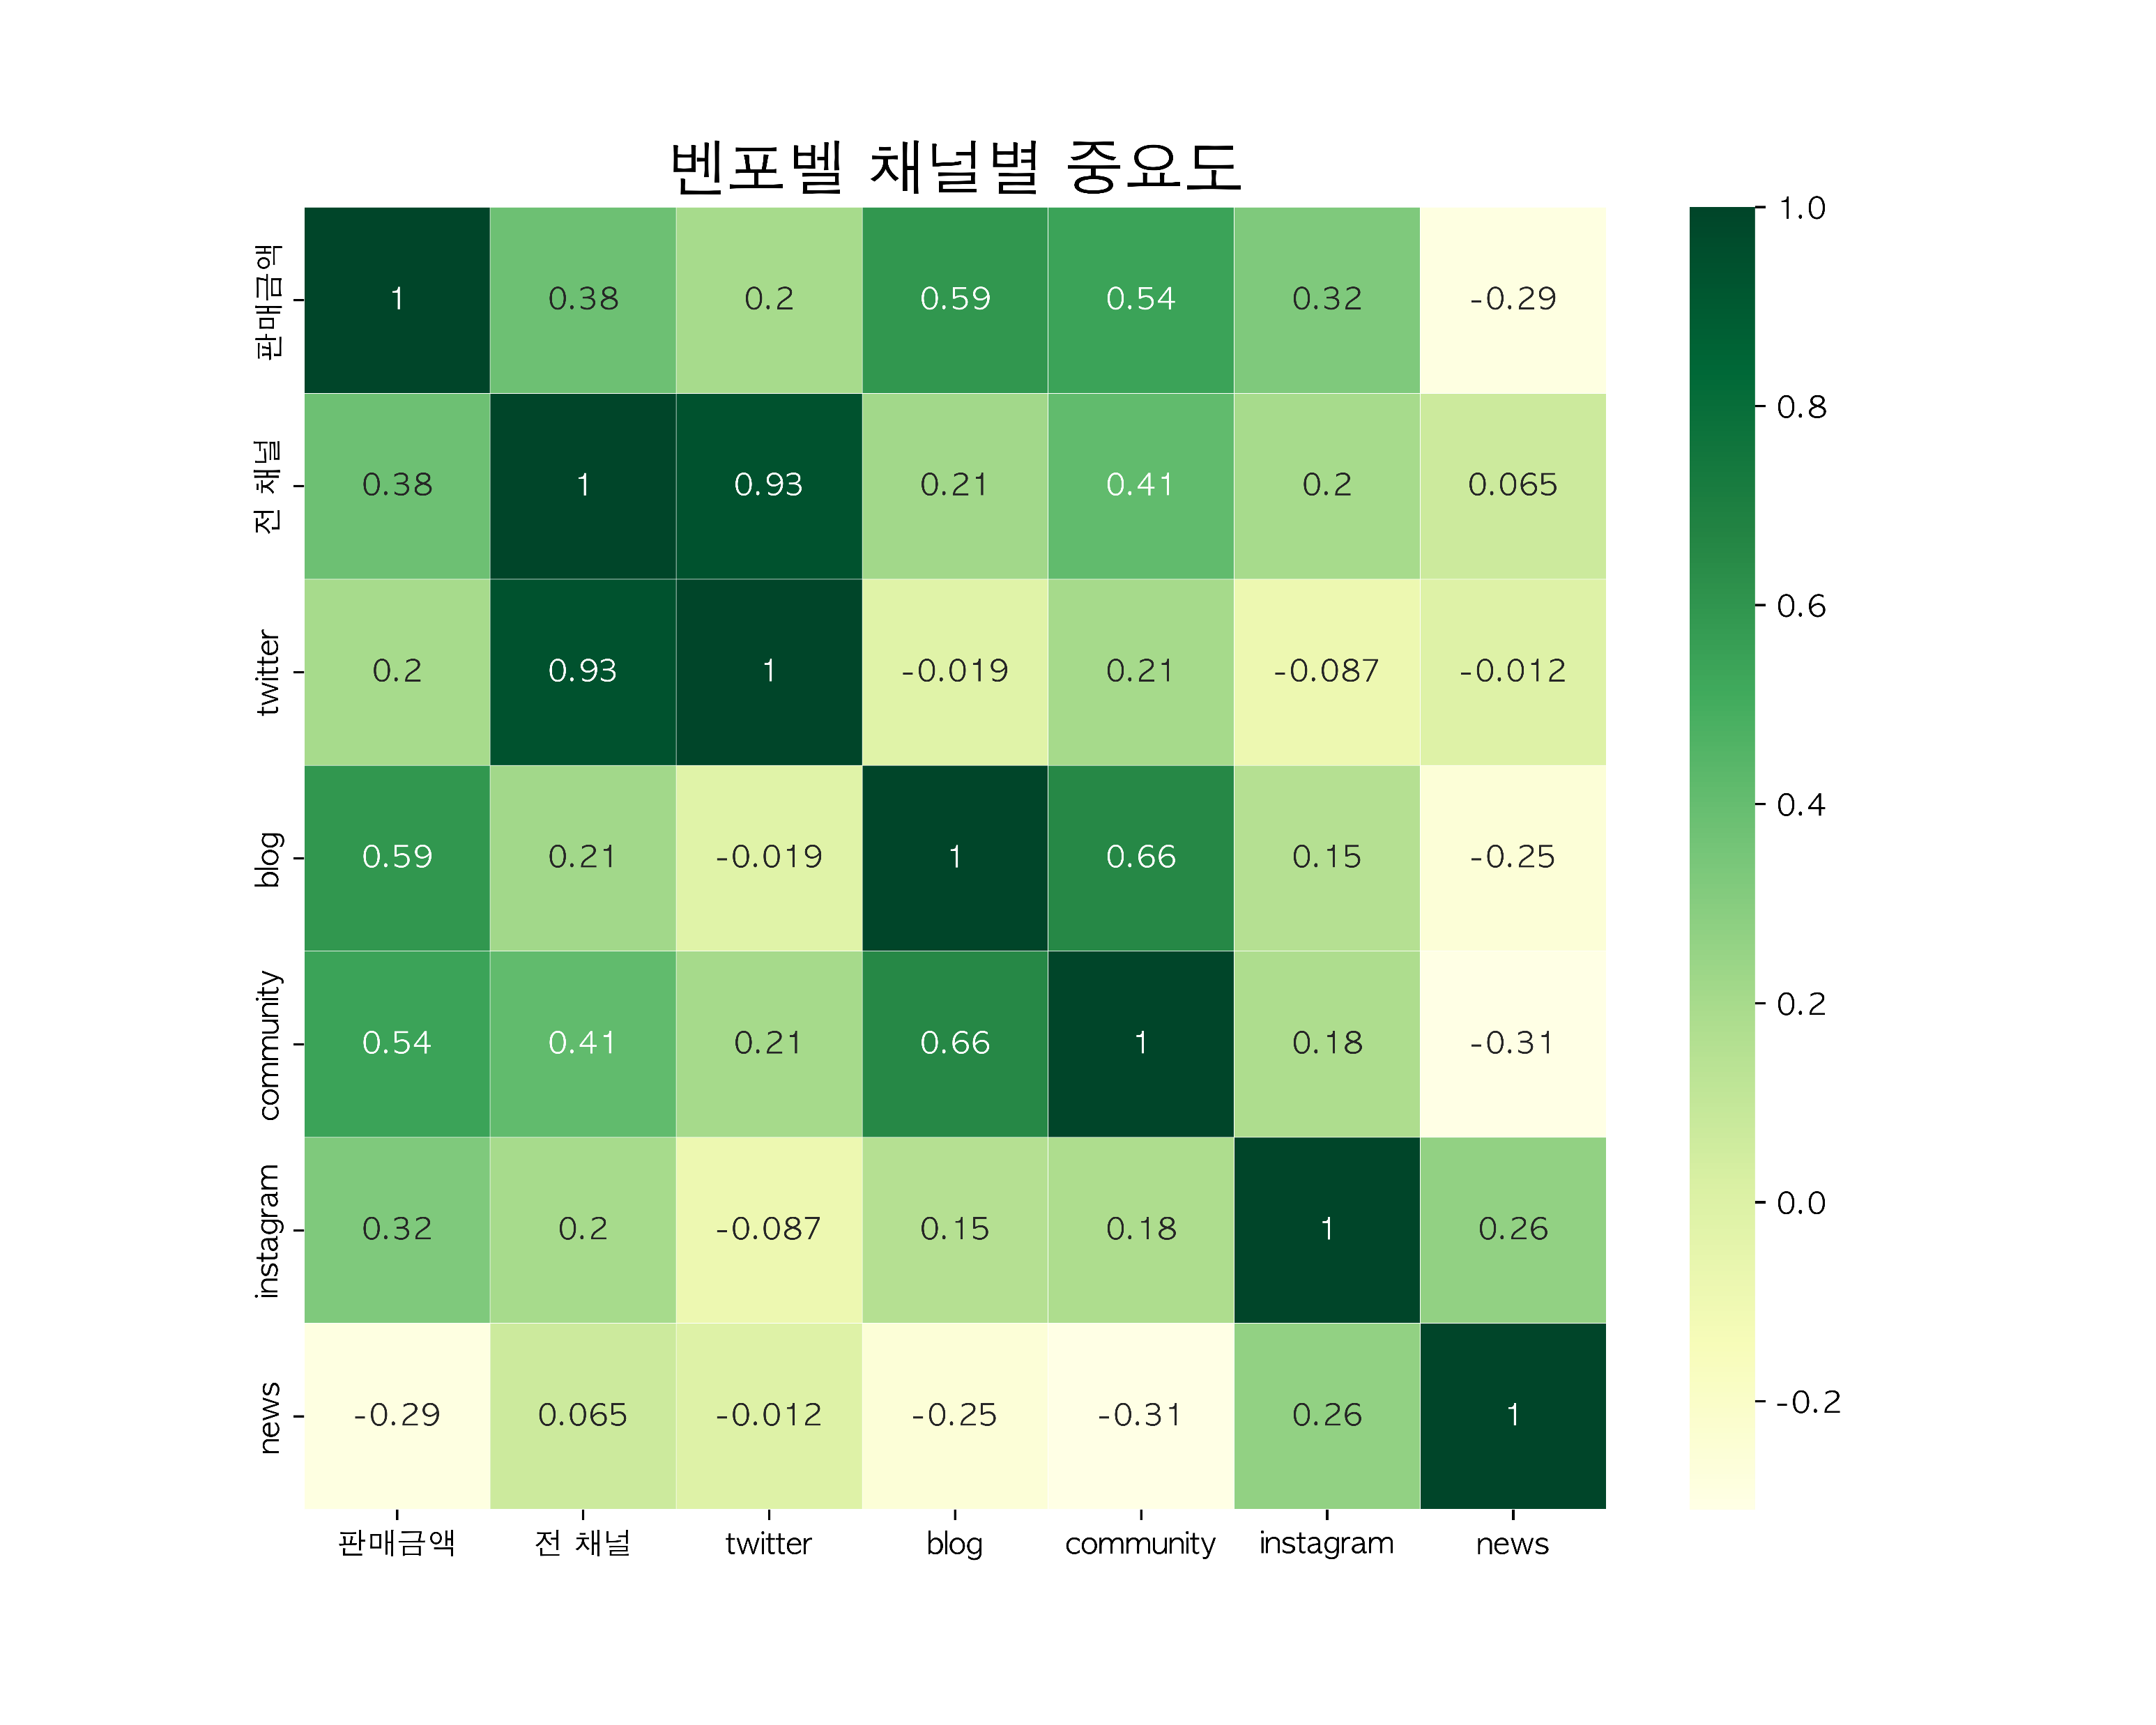 벤포벨 채널별 중요도
판매금액 1 0.38 0.2 0.59 0.54 0.32 -0.29
전 채널 0.38 1 0.93 0.21 0.41 0.2 0.065
twitter 0.2 0.93 1 -0.019 0.21 -0.087 -0.012
blog 0.59 0.21 -0.019 1 0.66 0.15 -0.25
community 0.54 0.41 0.21 0.66 1 0.18 -0.31
instagram 0.32 0.2 -0.087 0.15 0.18 1 0.26
news -0.29 0.065 -0.012 -0.25 -0.31 0.26 1
판매금액 전 채널 twitter blog community instagram news
1.0
0.8
0.6
0.4
0.2
0.0
-0.2